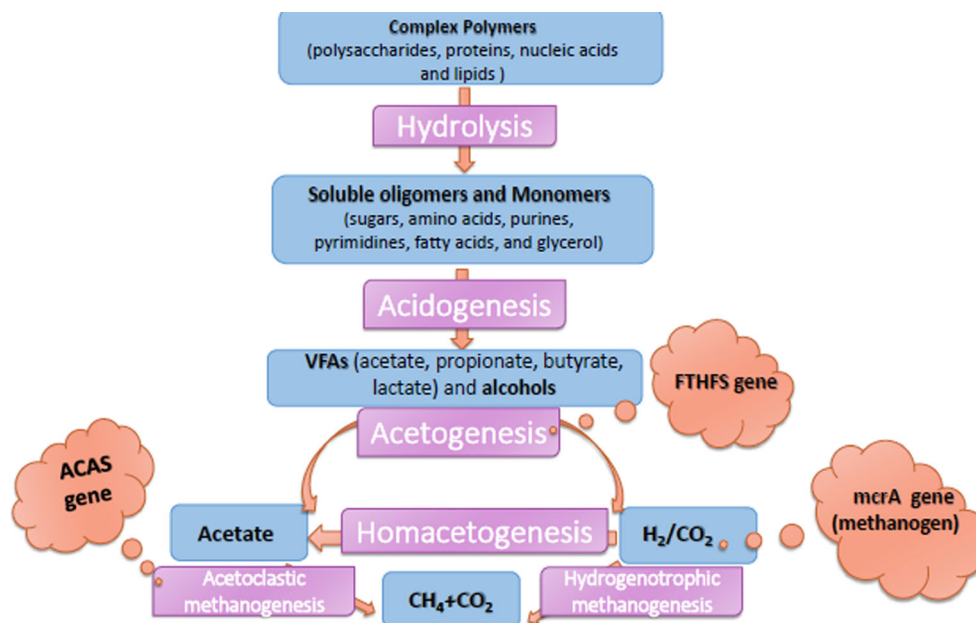 Complex Polymers
(polysaccharides, proteins, nucleic acids
and lipids )
Hydrolysis
Soluble oligomers and Monomers
(sugars, amino acids, purines,
pyrimidines, fatty acids, and glycerol)
Acidogenesis
VFAs (acetate, propionate, butyrate,
lactate) and alcohols
FTHFS gene
Acetogenesis
ACAS
gene
mcrA gene
(methanogen)
Acetate
Homacetogenesis
H₂/CO₂
Acetoclastic
methanogenesis
CH₄+CO₂
Hydrogenotrophic
methanogenesis